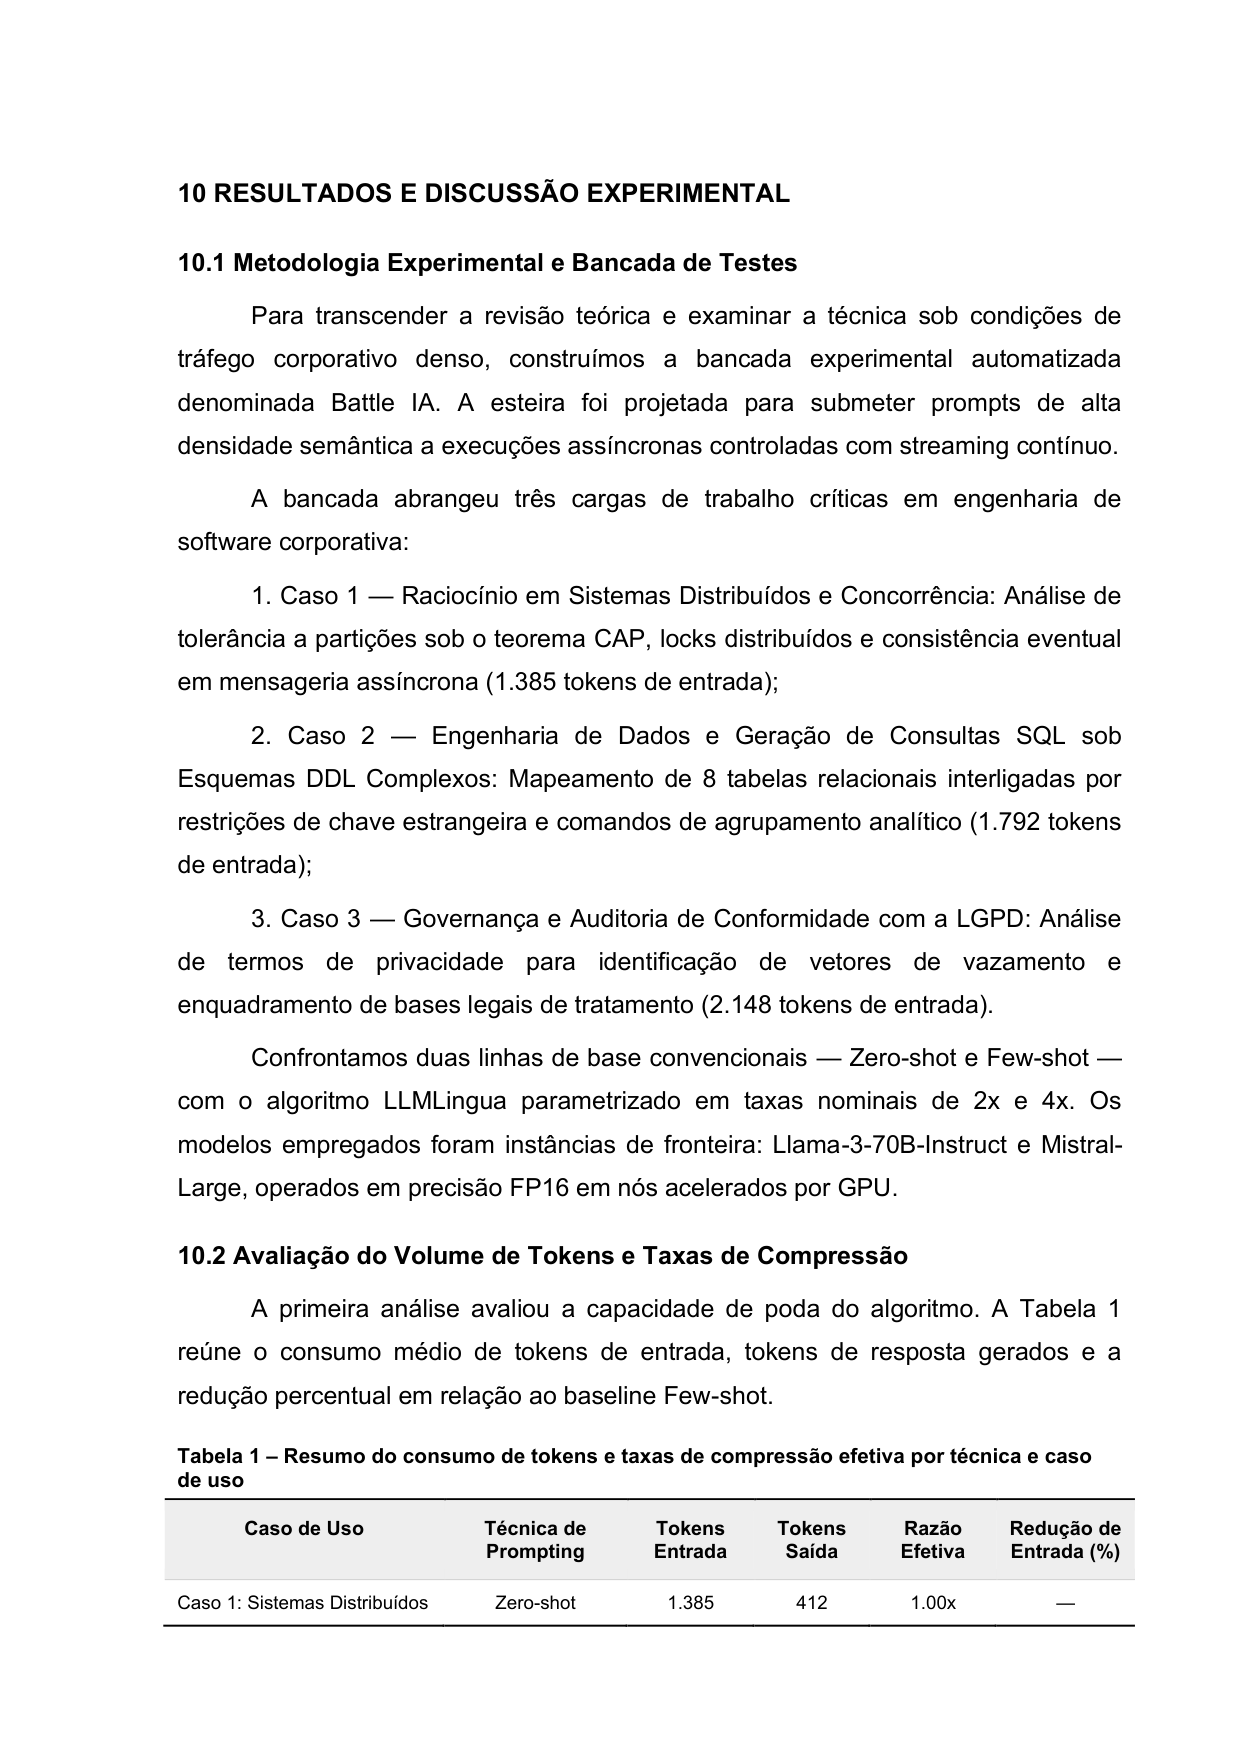 10 RESULTADOS E DISCUSSÃO EXPERIMENTAL
10.1 Metodologia Experimental e Bancada de Testes
Para transcender a revisão teórica e examinar a técnica sob condições de
tráfego corporativo denso, construímos a bancada experimental automatizada
denominada Battle IA. A esteira foi projetada para submeter prompts de alta
densidade semântica a execuções assíncronas controladas com streaming contínuo.
A bancada abrangeu três cargas de trabalho críticas em engenharia de
software corporativa:
1. Caso 1 — Raciocínio em Sistemas Distribuídos e Concorrência: Análise de
tolerância a partições sob o teorema CAP, locks distribuídos e consistência eventual
em mensageria assíncrona (1.385 tokens de entrada);
2. Caso 2 — Engenharia de Dados e Geração de Consultas SQL sob
Esquemas DDL Complexos: Mapeamento de 8 tabelas relacionais interligadas por
restrições de chave estrangeira e comandos de agrupamento analítico (1.792 tokens
de entrada);
3. Caso 3 — Governança e Auditoria de Conformidade com a LGPD: Análise
de termos de privacidade para identificação de vetores de vazamento e
enquadramento de bases legais de tratamento (2.148 tokens de entrada).
Confrontamos duas linhas de base convencionais — Zero-shot e Few-shot —
com o algoritmo LLMLingua parametrizado em taxas nominais de 2x e 4x. Os
modelos empregados foram instâncias de fronteira: Llama-3-70B-Instruct e Mistral-
Large, operados em precisão FP16 em nós acelerados por GPU.
10.2 Avaliação do Volume de Tokens e Taxas de Compressão
A primeira análise avaliou a capacidade de poda do algoritmo. A Tabela 1
reúne o consumo médio de tokens de entrada, tokens de resposta gerados e a
redução percentual em relação ao baseline Few-shot.
Tabela 1 – Resumo do consumo de tokens e taxas de compressão efetiva por técnica e caso
de uso
Caso de Uso Técnica de Tokens Tokens Razão Redução de
Prompting Entrada Saída Efetiva Entrada (%)
Caso 1: Sistemas Distribuídos Zero-shot 1.385 412 1.00x —